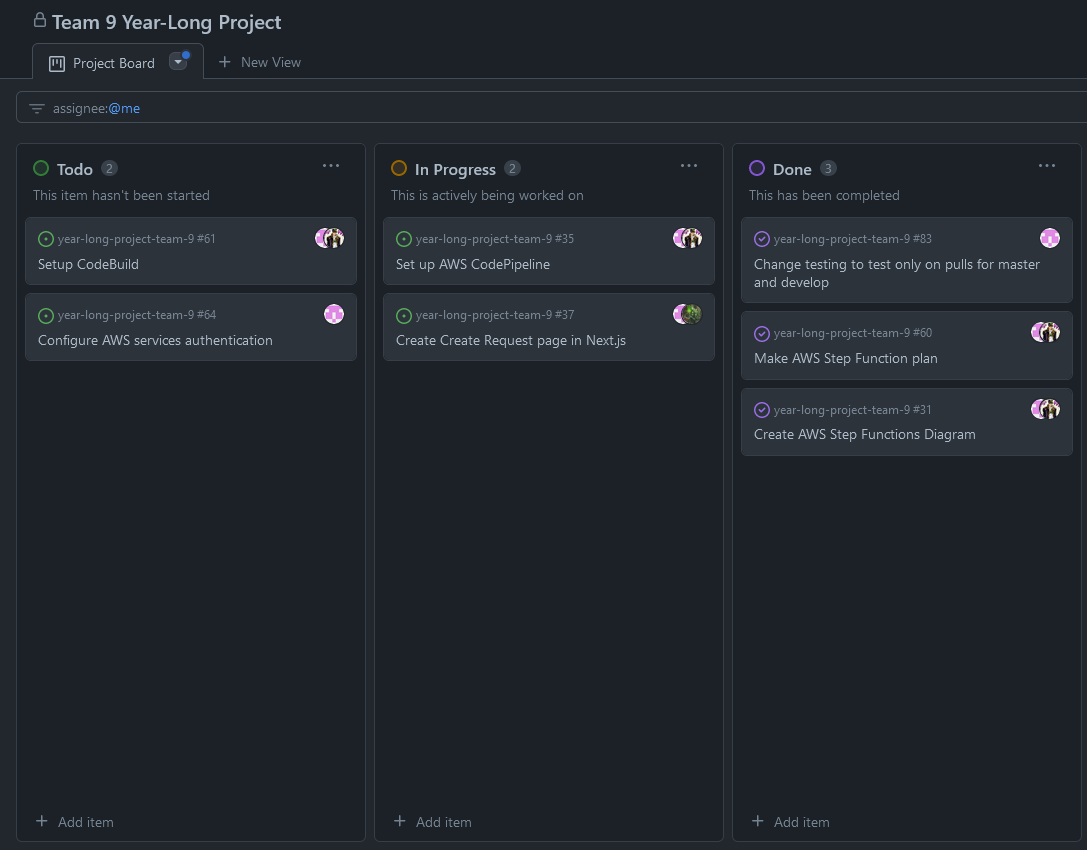 Team 9 Year-Long Project
Project Board
New View
assignee:@me
Todo 2
This item hasn't been started
year-long-project-team-9 #61
Setup CodeBuild
year-long-project-team-9 #64
Configure AWS services authentication
Add item
In Progress 2
This is actively being worked on
year-long-project-team-9 #35
Set up AWS CodePipeline
year-long-project-team-9 #37
Create Create Request page in Next.js
Add item
Done 3
This has been completed
year-long-project-team-9 #83
Change testing to test only on pulls for master
and develop
year-long-project-team-9 #60
Make AWS Step Function plan
year-long-project-team-9 #31
Create AWS Step Functions Diagram
Add item